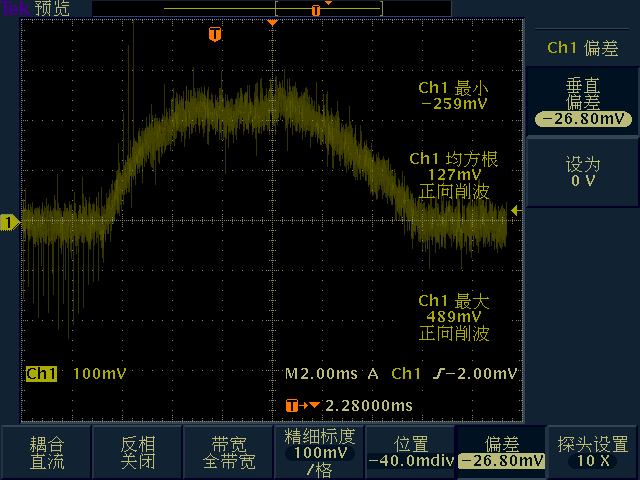 Tek 预览
T
T
Ch1 偏差
Ch1 最小
-259mV
垂直
偏差
-26.80mV
Ch1 均方根
127mV
正向削波
设为
0 V
1
Ch1 最大
489mV
正向削波
Ch1 100mV M2.00ms A Ch1 -2.00mV
T 2.28000ms
耦合
直流
反相
关闭
带宽
全带宽
精细标度
100mV
/格
位置
-40.0mdiv
偏差
-26.80mV
探头设置
10 X